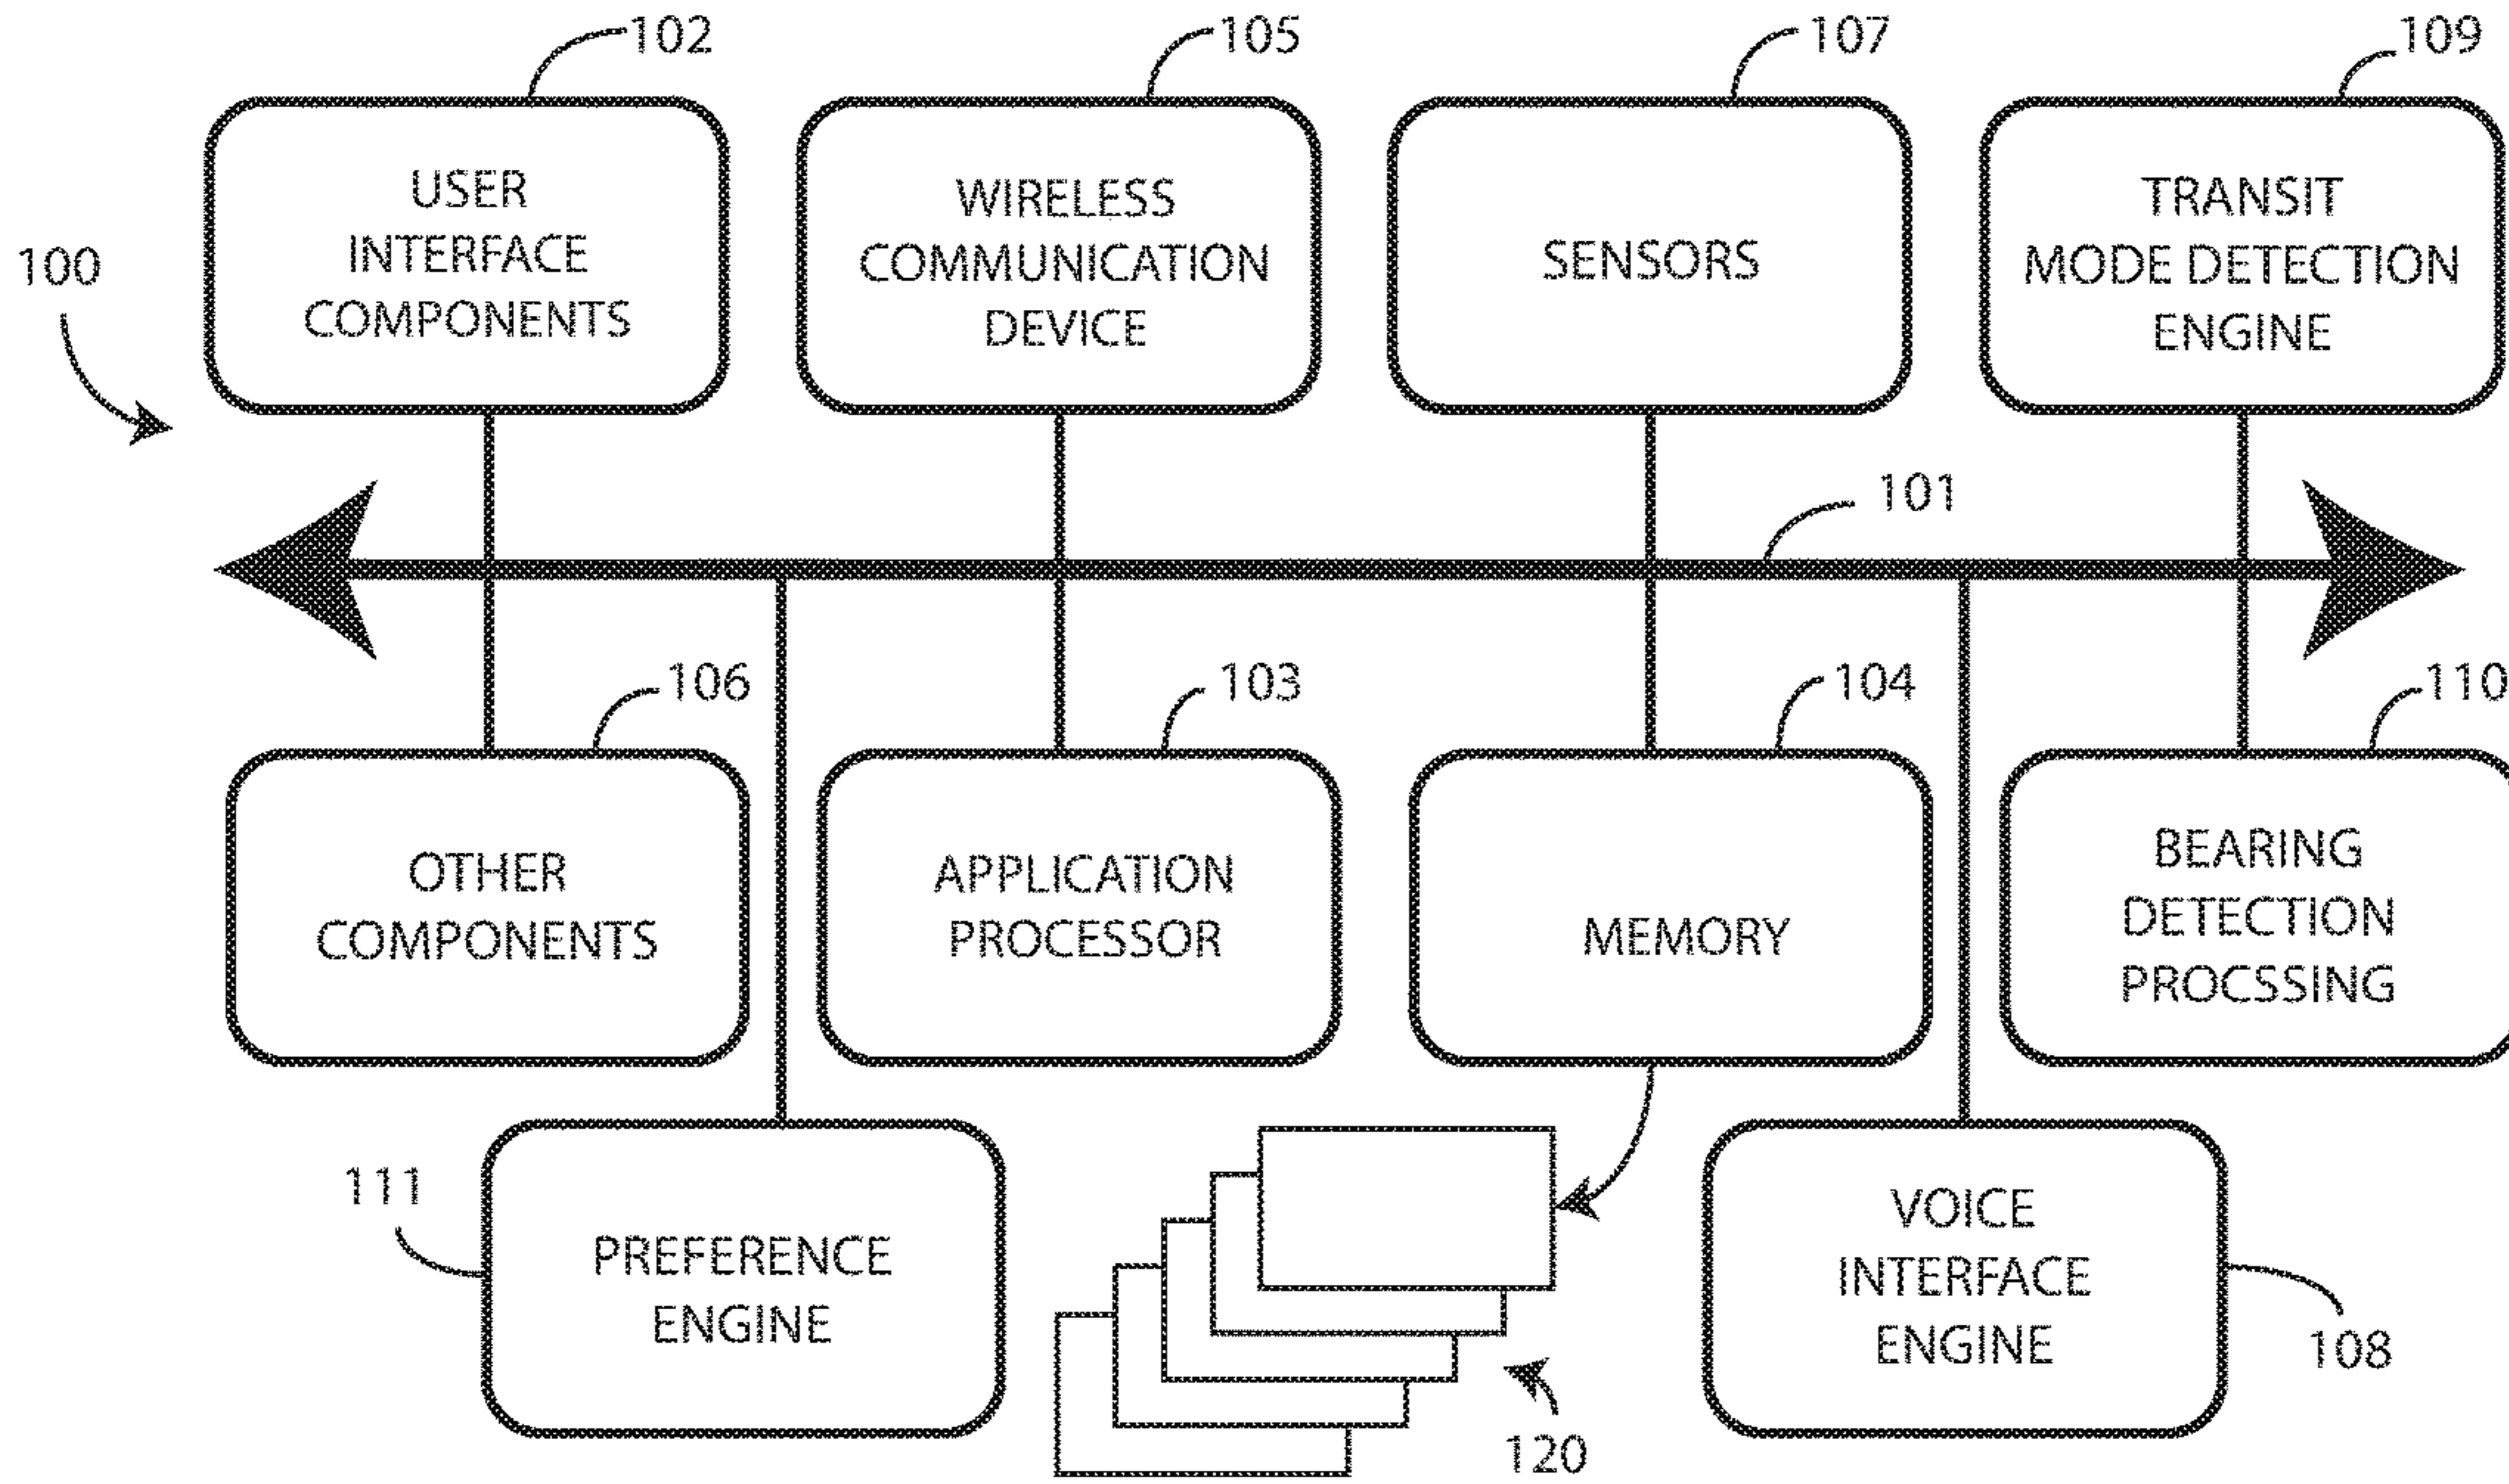 102
105
107
109
USER
INTERFACE
COMPONENTS
WIRELESS
COMMUNICATION
DEVICE
SENSORS
TRANSIT
MODE DETECTION
ENGINE
100
101
106
103
104
110
OTHER
COMPONENTS
APPLICATION
PROCESSOR
MEMORY
BEARING
DETECTION
PROCSSING
111
PREFERENCE
ENGINE
VOICE
INTERFACE
ENGINE
108
120